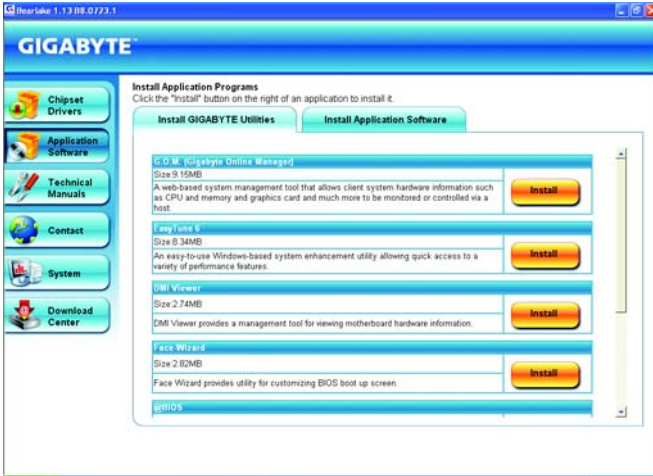 Bearlake 1.13 B8.0723.1
GIGABYTE™
Chipset
Drivers
Application
Software
Technical
Manuals
Contact
System
Download
Center
Install Application Programs
Click the "Install" button on the right of an application to install it.
Install GIGABYTE Utilities
Install Application Software
G.O.M. (Gigabyte Online Manager)
Size:9.15MB
A web-based system management tool that allows client system hardware information such
as CPU and memory and graphics card and much more to be monitored or controlled via a
host.
Install
EasyTune 6
Size:8.34MB
An easy-to-use Windows-based system enhancement utility allowing quick access to a
variety of performance features.
Install
DMI Viewer
Size:2.74MB
DMI Viewer provides a management tool for viewing motherboard hardware information.
Install
Face Wizard
Size:2.82MB
Face Wizard provides utility for customizing BIOS boot up screen.
Install
@BIOS